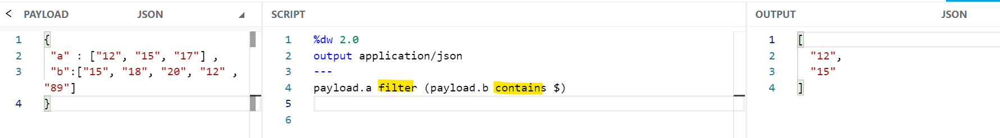 < PAYLOAD JSON
1 {
2 "a" : ["12", "15", "17"] ,
3 "b":["15", "18", "20", "12" ,
"89"]
4 }
SCRIPT
1 %dw 2.0
2 output application/json
3 ---
4 payload.a filter (payload.b contains $)
5
6
OUTPUT JSON
1 [
2 "12",
3 "15"
4 ]